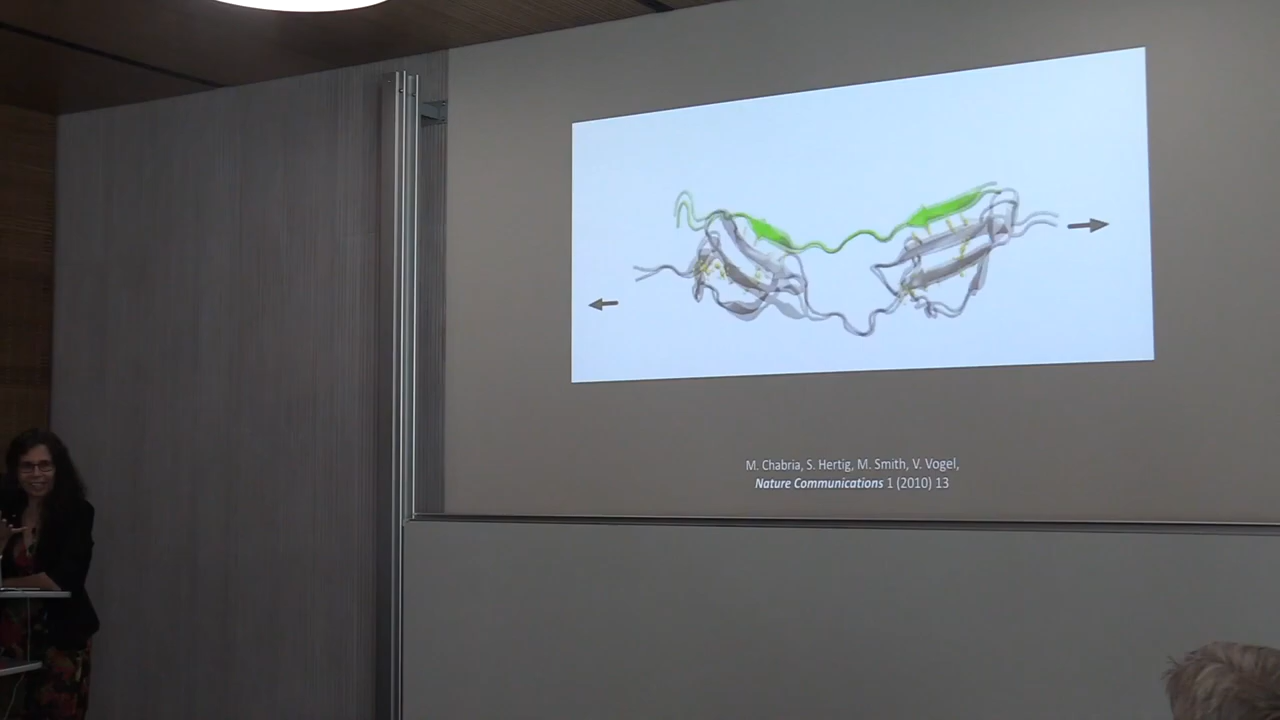 M. Chabria, S. Hertig, M. Smith, V. Vogel,
Nature Communications 1 (2010) 13